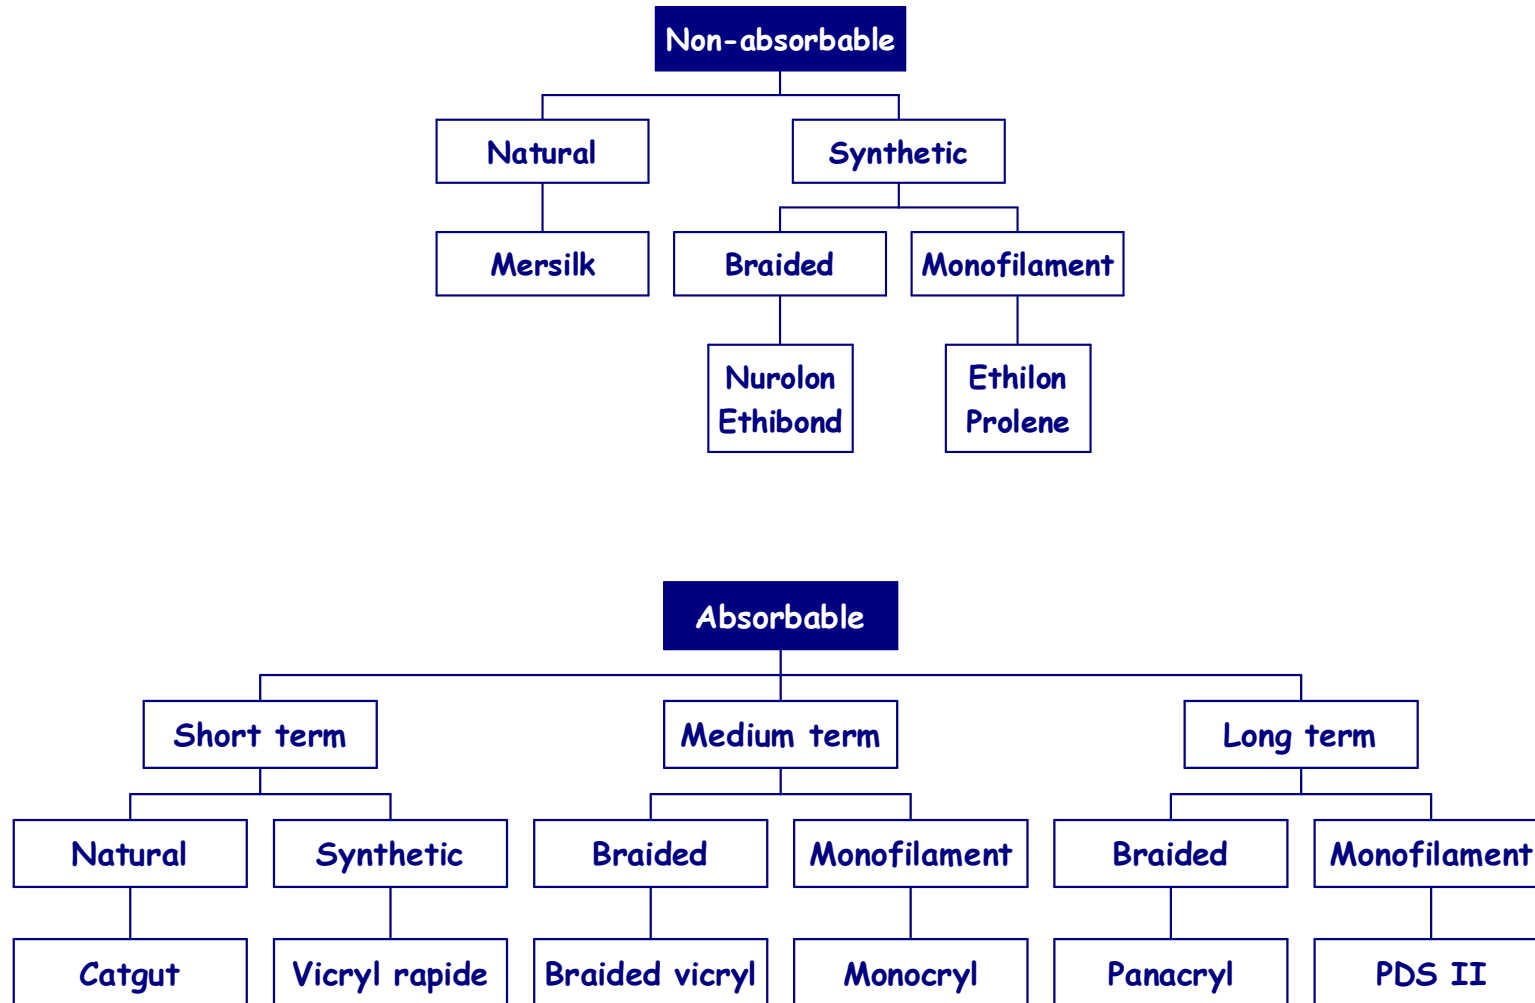 Non-absorbable
Natural
Synthetic
Mersilk
Braided
Monofilament
Nurolon
Ethibond
Ethilon
Prolene
Absorbable
Short term
Medium term
Long term
Natural
Synthetic
Braided
Monofilament
Braided
Monofilament
Catgut
Vicryl rapide
Braided vicryl
Monocryl
Panacryl
PDS II